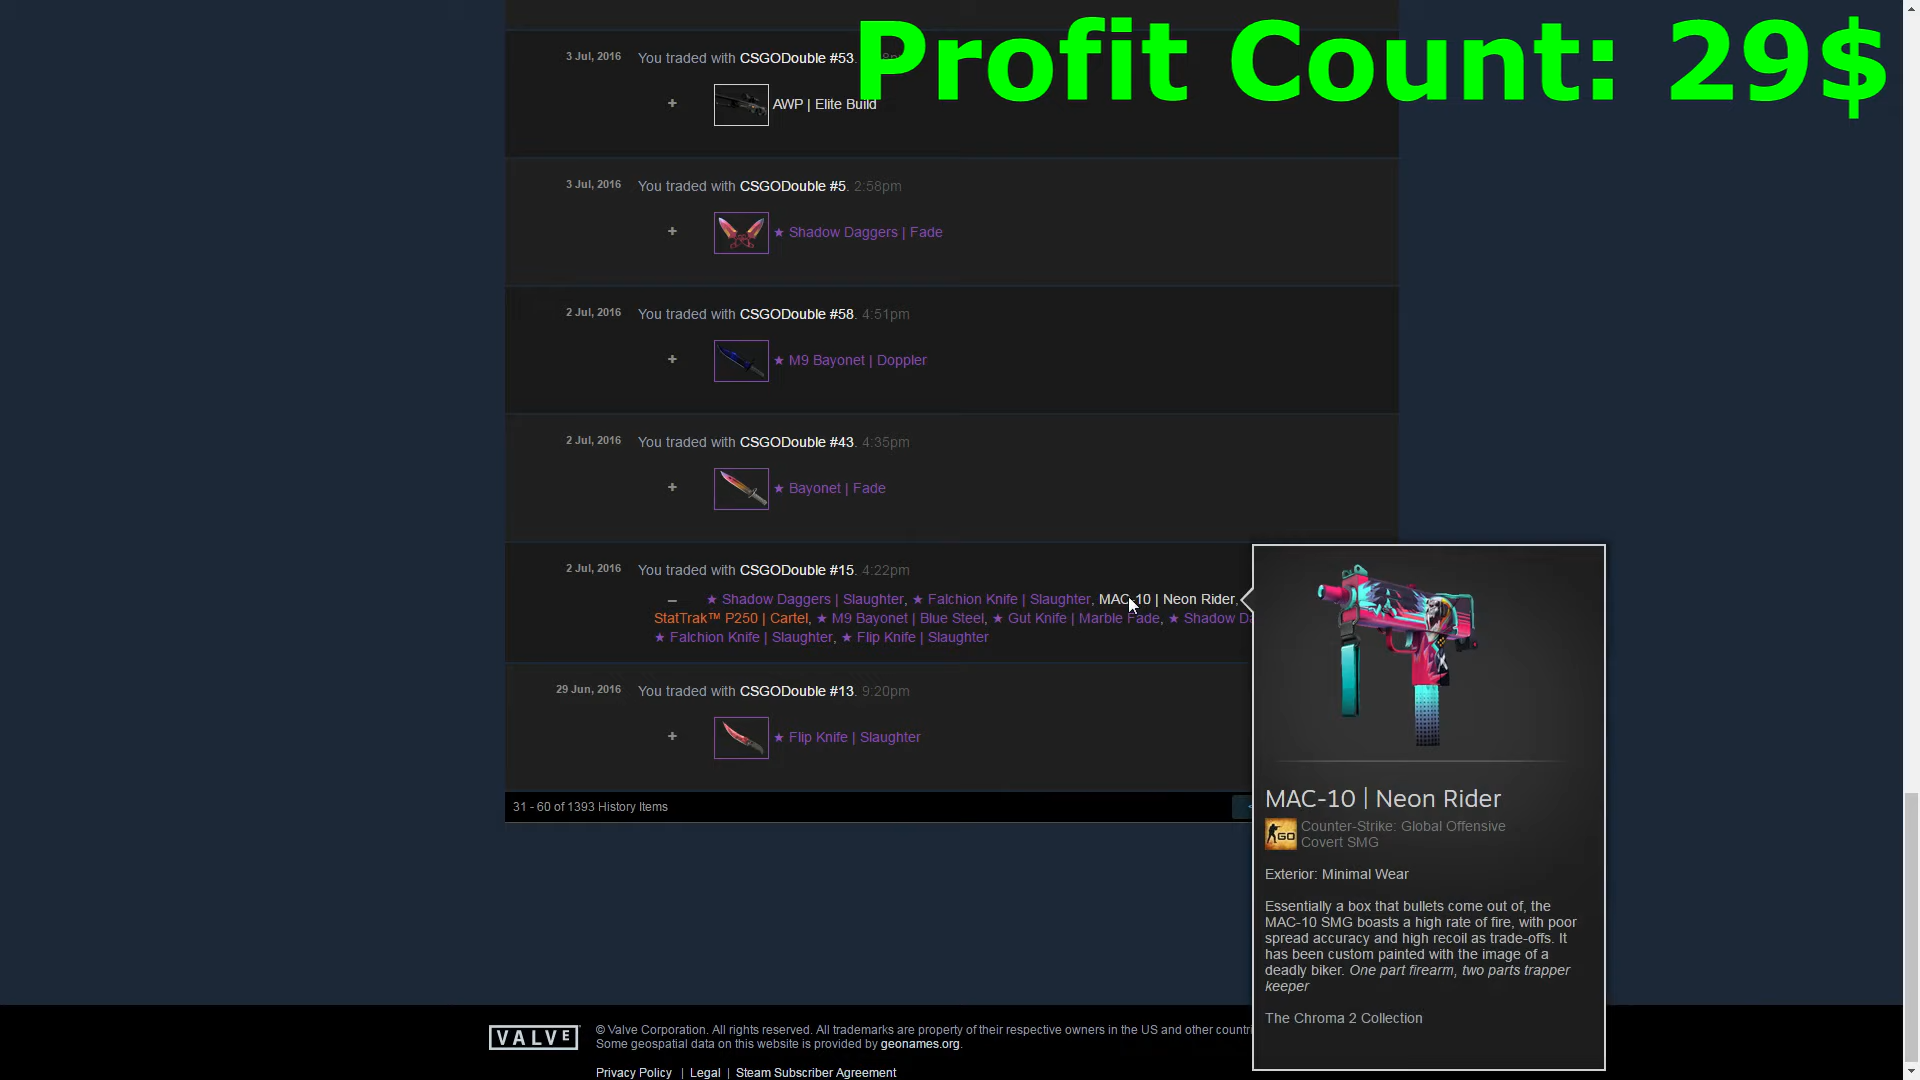 Profit Count: 29$
3 Jul, 2016 You traded with CSGODouble #53.
+ AWP | Elite Build
3 Jul, 2016 You traded with CSGODouble #5. 2:58pm
+ ★ Shadow Daggers | Fade
2 Jul, 2016 You traded with CSGODouble #58. 4:51pm
+ ★ M9 Bayonet | Doppler
2 Jul, 2016 You traded with CSGODouble #43. 4:35pm
+ ★ Bayonet | Fade
2 Jul, 2016 You traded with CSGODouble #15. 4:22pm
– ★ Shadow Daggers | Slaughter, ★ Falchion Knife | Slaughter, MAC-10 | Neon Rider,
StatTrak™ P250 | Cartel, ★ M9 Bayonet | Blue Steel, ★ Gut Knife | Marble Fade, ★ Shadow
★ Falchion Knife | Slaughter, ★ Flip Knife | Slaughter
29 Jun, 2016 You traded with CSGODouble #13. 9:20pm
+ ★ Flip Knife | Slaughter
31 - 60 of 1393 History Items
MAC-10 | Neon Rider
GO
Counter-Strike: Global Offensive
Covert SMG
Exterior: Minimal Wear
Essentially a box that bullets come out of, the
MAC-10 SMG boasts a high rate of fire, with poor
spread accuracy and high recoil as trade-offs. It
has been custom painted with the image of a
deadly biker. One part firearm, two parts trapper
keeper
The Chroma 2 Collection
VALVE
© Valve Corporation. All rights reserved. All trademarks are property of their respective owners in the US and other
Some geospatial data on this website is provided by geonames.org.
Privacy Policy | Legal | Steam Subscriber Agreement